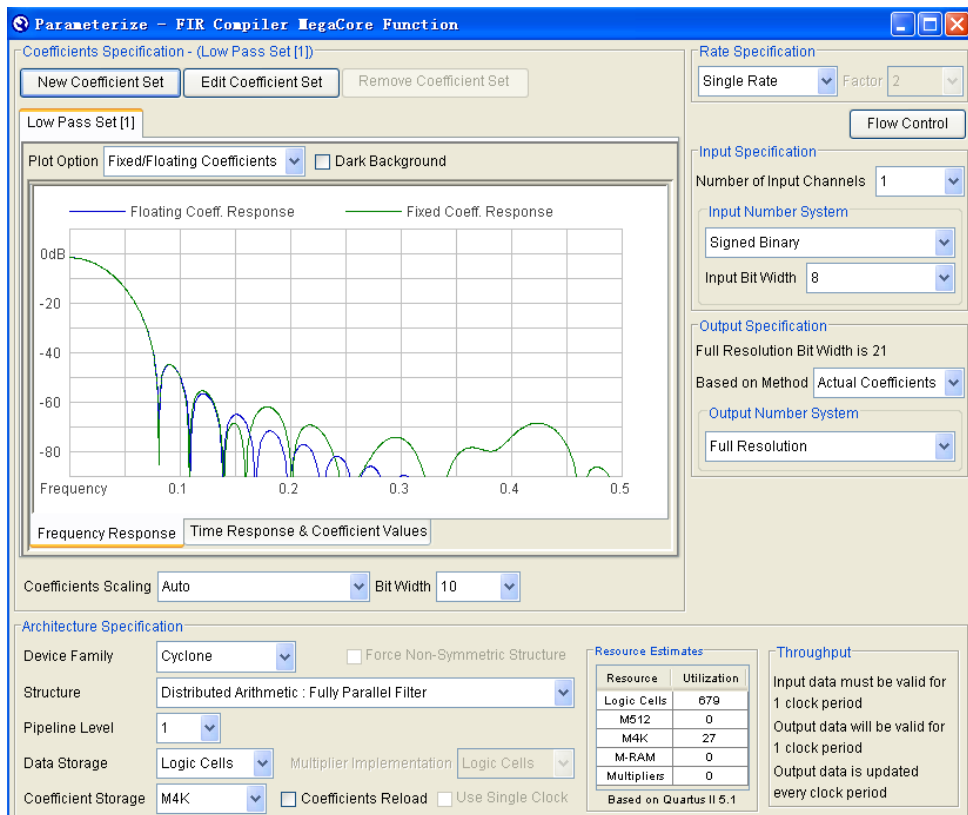 Parameterize - FIR Compiler MegaCore Function
Coefficients Specification - (Low Pass Set [1])
New Coefficient Set
Edit Coefficient Set
Remove Coefficient Set
Low Pass Set [1]
Plot Option
Fixed/Floating Coefficients
Dark Background
Floating Coeff. Response
Fixed Coeff. Response
0dB
-20
-40
-60
-80
Frequency
0.1
0.2
0.3
0.4
0.5
Frequency Response
Time Response & Coefficient Values
Coefficients Scaling
Auto
Bit Width
10
Rate Specification
Single Rate
Factor
2
Flow Control
Input Specification
Number of Input Channels
1
Input Number System
Signed Binary
Input Bit Width
8
Output Specification
Full Resolution Bit Width is 21
Based on Method
Actual Coefficients
Output Number System
Full Resolution
Architecture Specification
Device Family
Cyclone
Force Non-Symmetric Structure
Structure
Distributed Arithmetic : Fully Parallel Filter
Pipeline Level
1
Data Storage
Logic Cells
Multiplier Implementation
Logic Cells
Coefficient Storage
M4K
Coefficients Reload
Use Single Clock
Resource Estimates
Resource Utilization
Logic Cells 679
M512 0
M4K 27
M-RAM 0
Multipliers 0
Based on Quartus II 5.1
Throughput
Input data must be valid for
1 clock period
Output data will be valid for
1 clock period
Output data is updated
every clock period